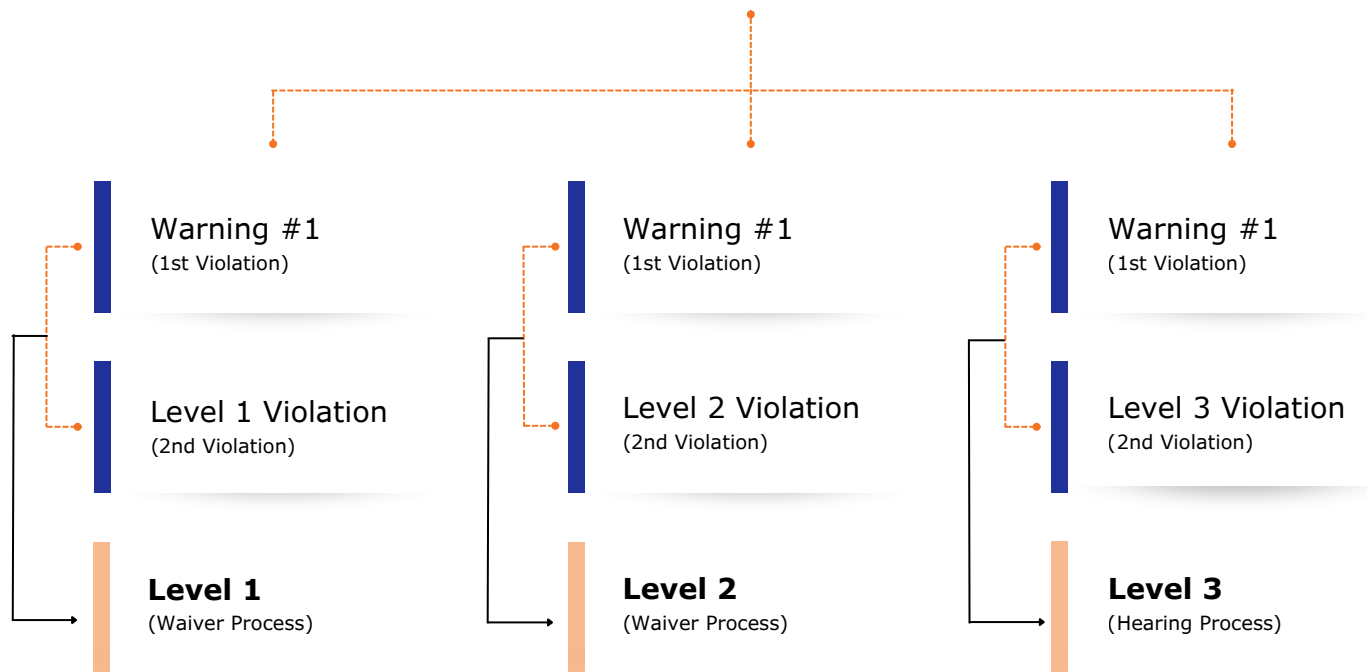 Warning #1
(1st Violation)
Level 1 Violation
(2nd Violation)
Level 1
(Waiver Process)
Warning #1
(1st Violation)
Level 2 Violation
(2nd Violation)
Level 2
(Waiver Process)
Warning #1
(1st Violation)
Level 3 Violation
(2nd Violation)
Level 3
(Hearing Process)